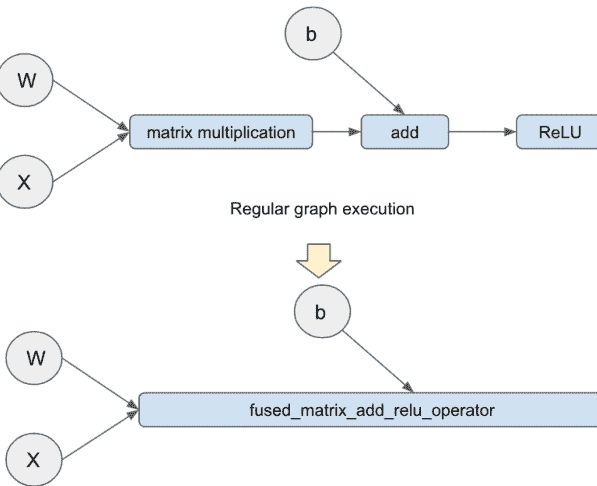 b
W
matrix multiplication
add
ReLU
X
Regular graph execution
b
W
fused_matrix_add_relu_operator
X